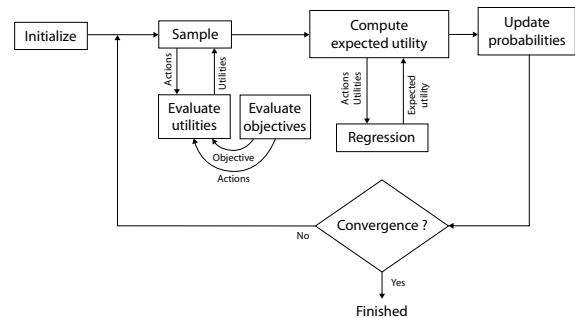 Initialize
Sample
Compute
expected utility
Update
probabilities
Actions
Utilities
Actions
Utilities
Expected
utility
Evaluate
utilities
Evaluate
objectives
Regression
Objective
Actions
Convergence ?
No
Yes
Finished